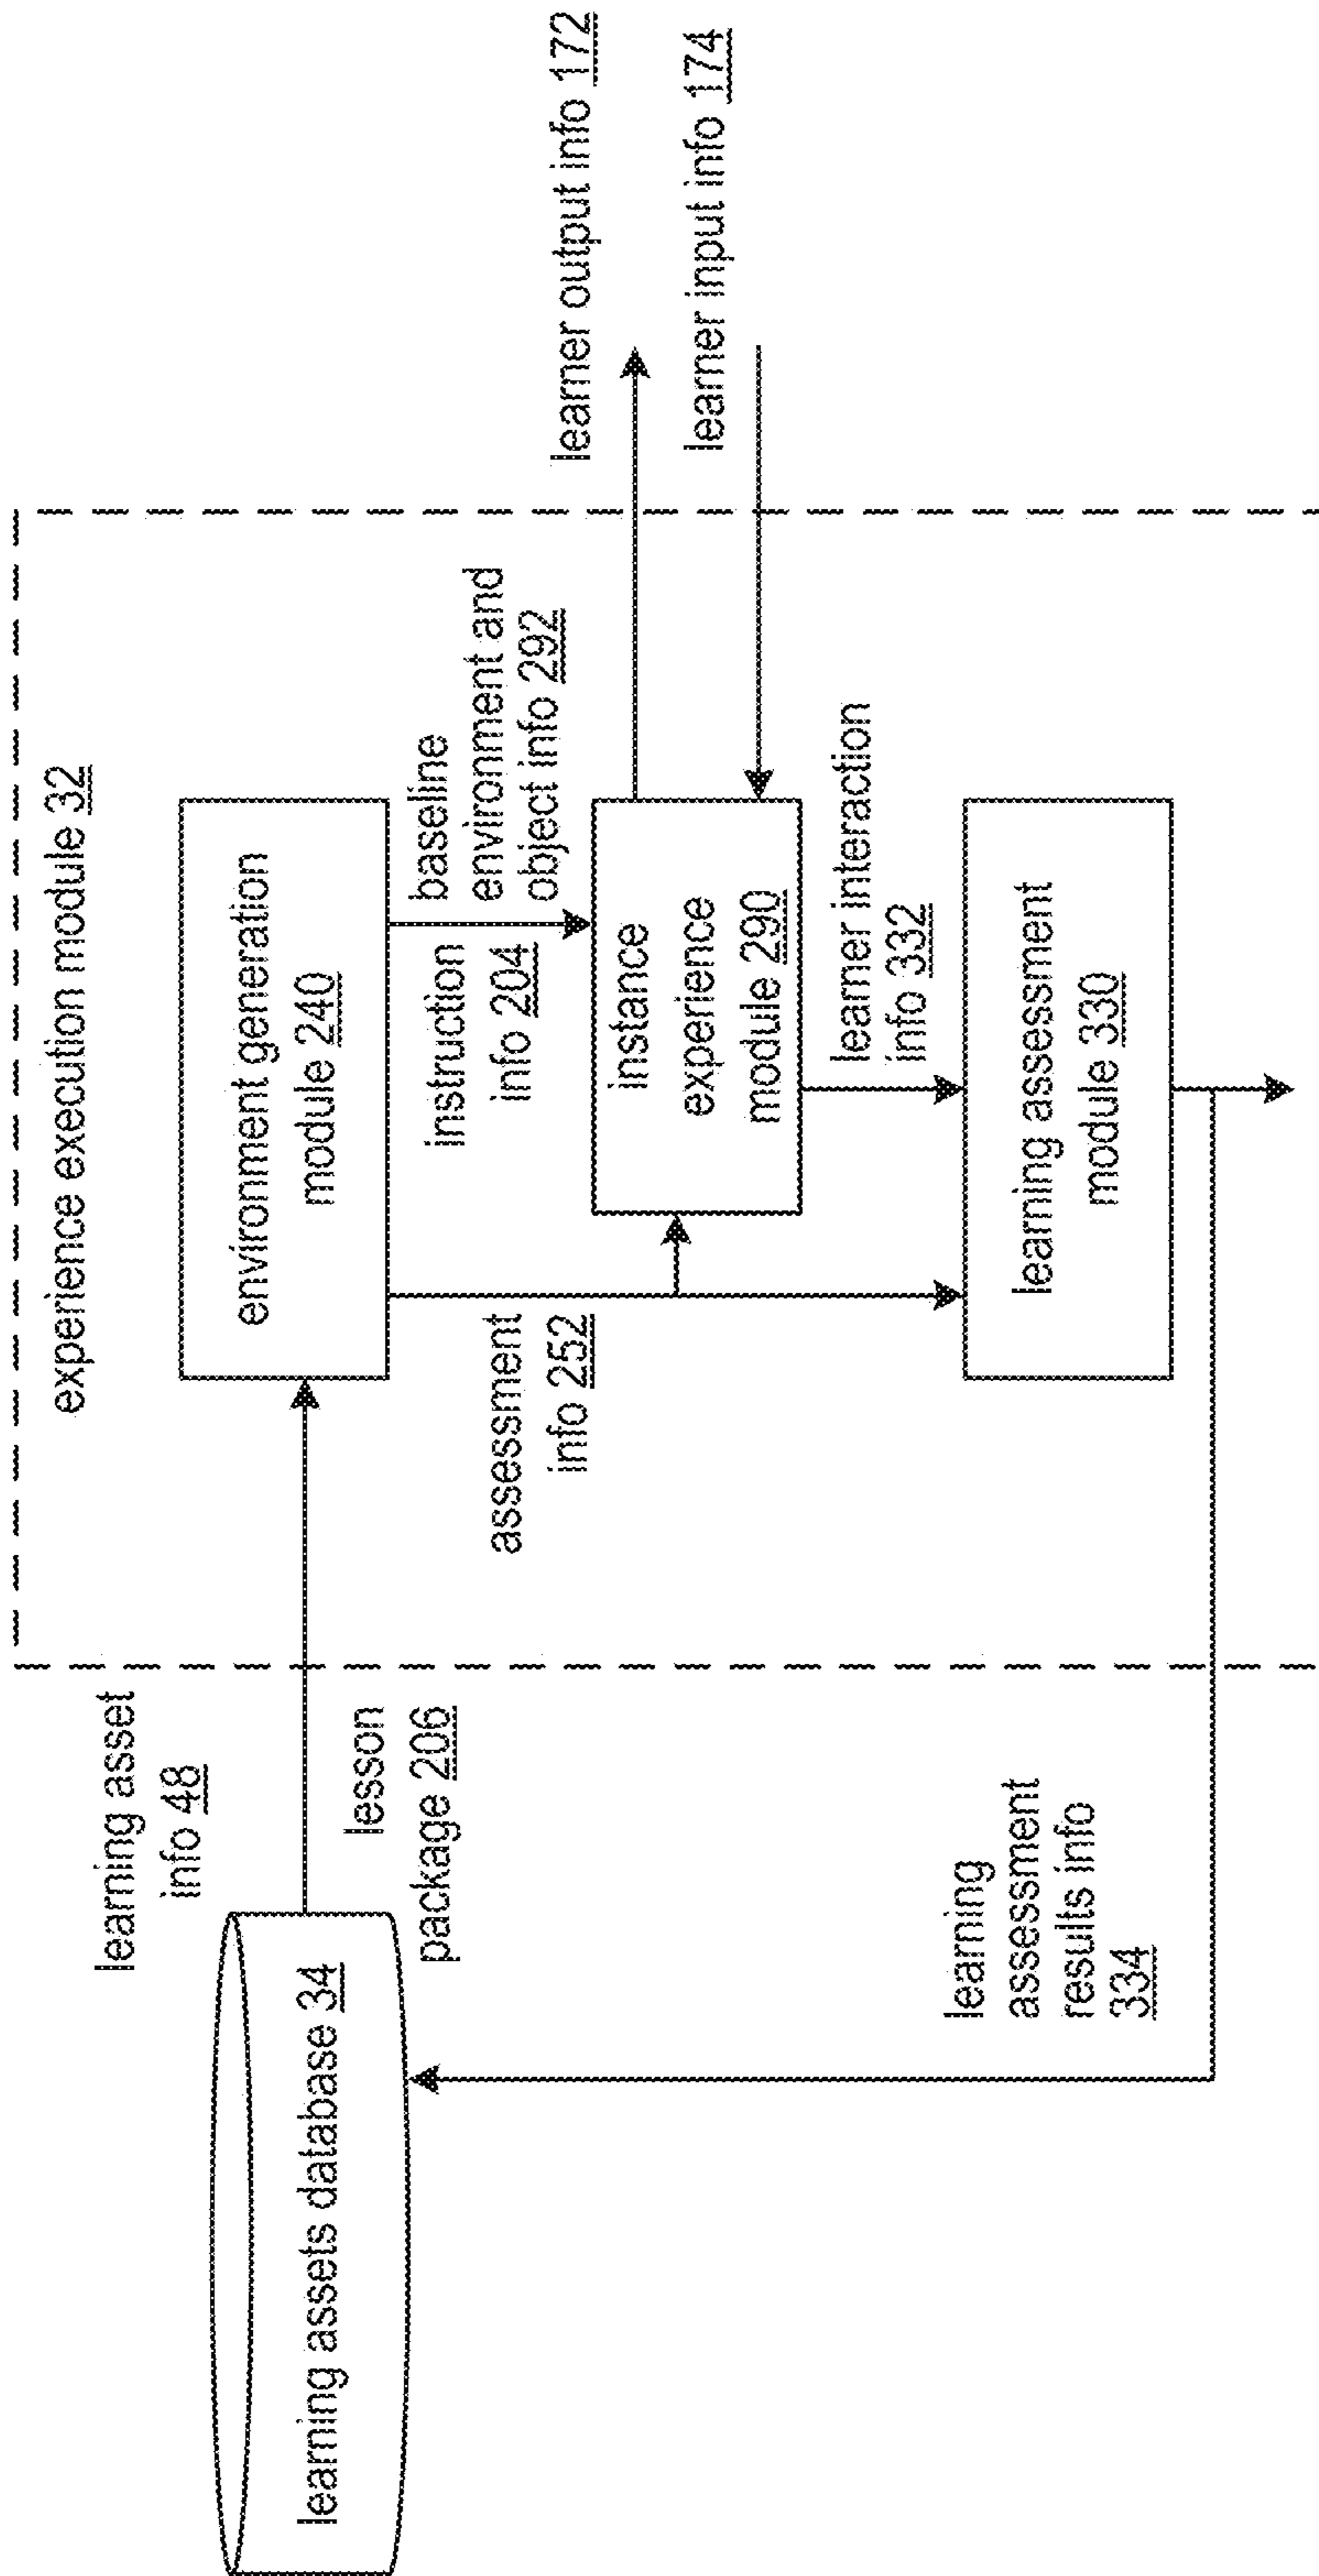 learning assets database 34
learning asset
info 48
lesson
package 206
learning
assessment
results info
334
experience execution module 32
environment generation
module 240
assessment
info 252
instruction
info 204
baseline
environment and
object info 292
instance
experience
module 290
learner interaction
info 332
learning assessment
module 330
learner output info 172
learner input info 174